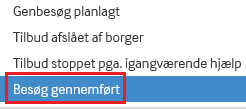 Genbesøg planlagt
Tilbud afslået af borger
Tilbud stoppet pga. igangværende hjælp
Besøg gennemført